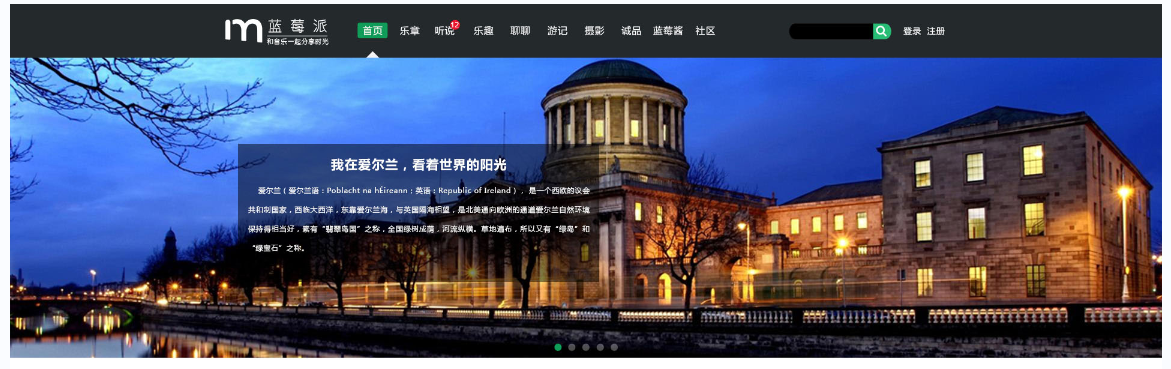 m 蓝莓派
和音乐一起分享时光
首页 乐章 听说 12 乐趣 聊聊 游记 摄影 诚品 蓝莓酱 社区
登录 注册
我在爱尔兰，看着世界的阳光
爱尔兰（爱尔兰语：Poblacht na hÉireann；英语：Republic of Ireland），是一个西欧的议会
共和制国家，西临大西洋，东靠爱尔兰海，与英国隔海相望，是北美通向欧洲的通道爱尔兰自然环境
保持得相当好，素有“翡翠岛国”之称，全国绿树成荫，河流纵横。草地遍布，所以又有“绿岛”和
“绿宝石”之称。